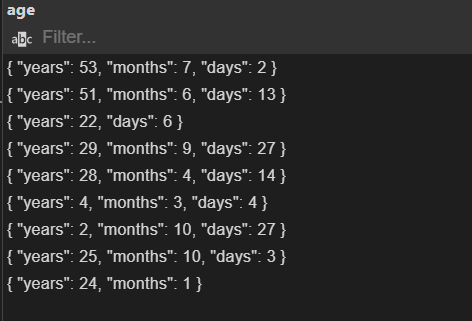 age
abc Filter...
{ "years": 53, "months": 7, "days": 2 }
{ "years": 51, "months": 6, "days": 13 }
{ "years": 22, "days": 6 }
{ "years": 29, "months": 9, "days": 27 }
{ "years": 28, "months": 4, "days": 14 }
{ "years": 4, "months": 3, "days": 4 }
{ "years": 2, "months": 10, "days": 27 }
{ "years": 25, "months": 10, "days": 3 }
{ "years": 24, "months": 1 }